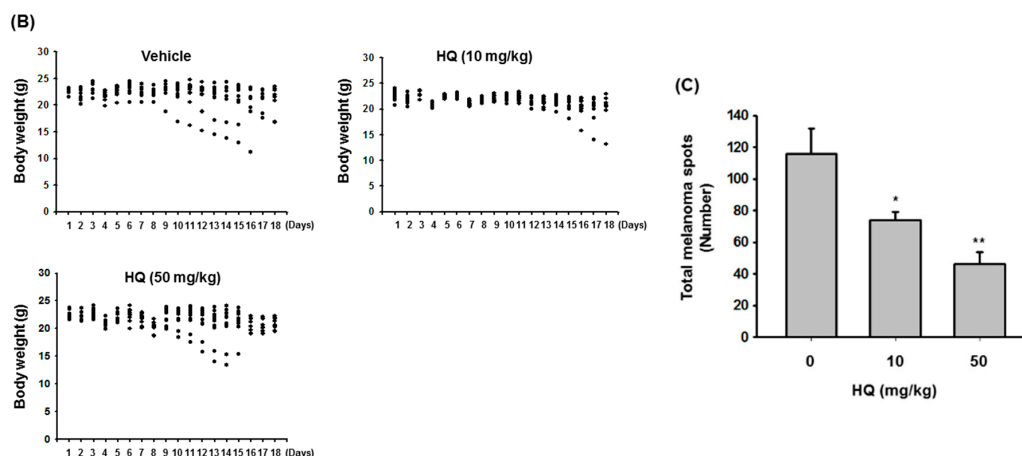 (B)
Vehicle
Body weight (g)
30
25
20
15
10
5
0
1 2 3 4 5 6 7 8 9 10 11 12 13 14 15 16 17 18 (Days)
HQ (10 mg/kg)
Body weight (g)
30
25
20
15
10
5
0
1 2 3 4 5 6 7 8 9 10 11 12 13 14 15 16 17 18 (Days)
HQ (50 mg/kg)
Body weight (g)
30
25
20
15
10
5
0
1 2 3 4 5 6 7 8 9 10 11 12 13 14 15 16 17 18 (Days)
(C)
Total melanoma spots
(Number)
140
120
100
80
60
40
20
0
*
**
0 10 50
HQ (mg/kg)